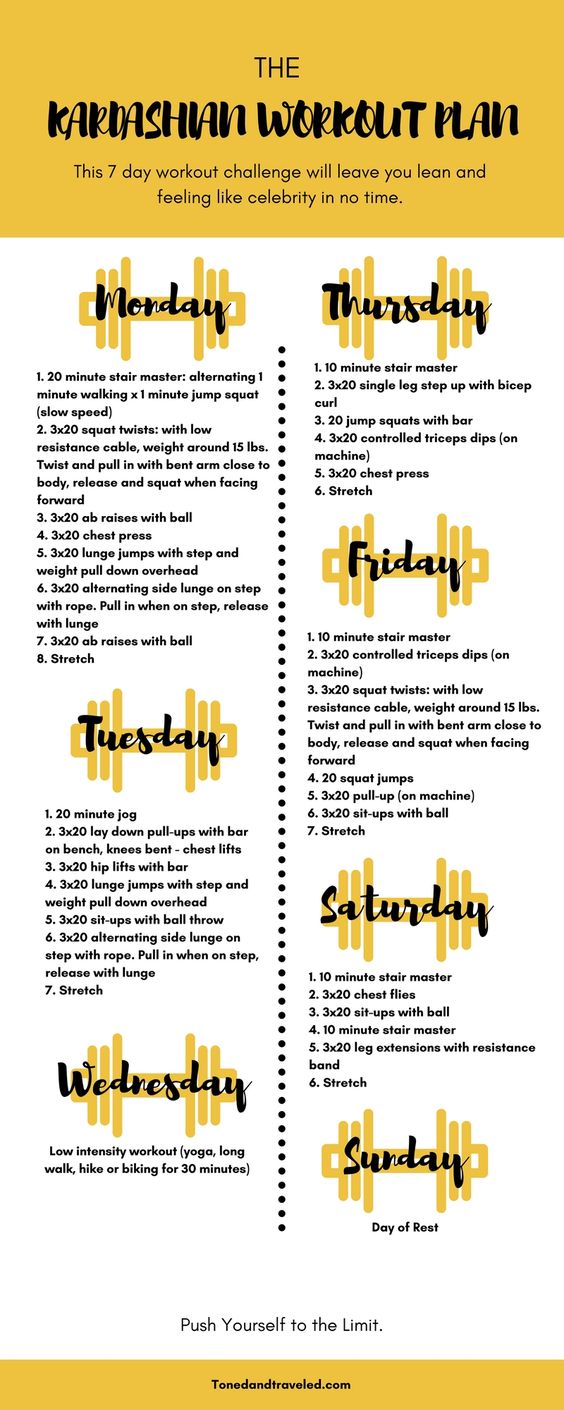 THE
KARDASHIAN WORKOUT PLAN
This 7 day workout challenge will leave you lean and
feeling like celebrity in no time.
Monday
1. 20 minute stair master: alternating 1
minute walking x 1 minute jump squat
(slow speed)
2. 3x20 squat twists: with low
resistance cable, weight around 15 lbs.
Twist and pull in with bent arm close to
body, release and squat when facing
forward
3. 3x20 ab raises with ball
4. 3x20 chest press
5. 3x20 lunge jumps with step and
weight pull down overhead
6. 3x20 alternating side lunge on step
with rope. Pull in when on step, release
with lunge
7. 3x20 ab raises with ball
8. Stretch
Tuesday
1. 20 minute jog
2. 3x20 lay down pull-ups with bar
on bench, knees bent - chest lifts
3. 3x20 hip lifts with bar
4. 3x20 lunge jumps with step and
weight pull down overhead
5. 3x20 sit-ups with ball throw
6. 3x20 alternating side lunge on
step with rope. Pull in when on step,
release with lunge
7. Stretch
Wednesday
Low intensity workout (yoga, long
walk, hike or biking for 30 minutes)
Thursday
1. 10 minute stair master
2. 3x20 single leg step up with bicep
curl
3. 20 jump squats with bar
4. 3x20 controlled triceps dips (on
machine)
5. 3x20 chest press
6. Stretch
Friday
1. 10 minute stair master
2. 3x20 controlled triceps dips (on
machine)
3. 3x20 squat twists: with low
resistance cable, weight around 15 lbs.
Twist and pull in with bent arm close to
body, release and squat when facing
forward
4. 20 squat jumps
5. 3x20 pull-up (on machine)
6. 3x20 sit-ups with ball
7. Stretch
Saturday
1. 10 minute stair master
2. 3x20 chest flies
3. 3x20 sit-ups with ball
4. 10 minute stair master
5. 3x20 leg extensions with resistance
band
6. Stretch
Sunday
Day of Rest
Push Yourself to the Limit.
Tonedandtraveled.com